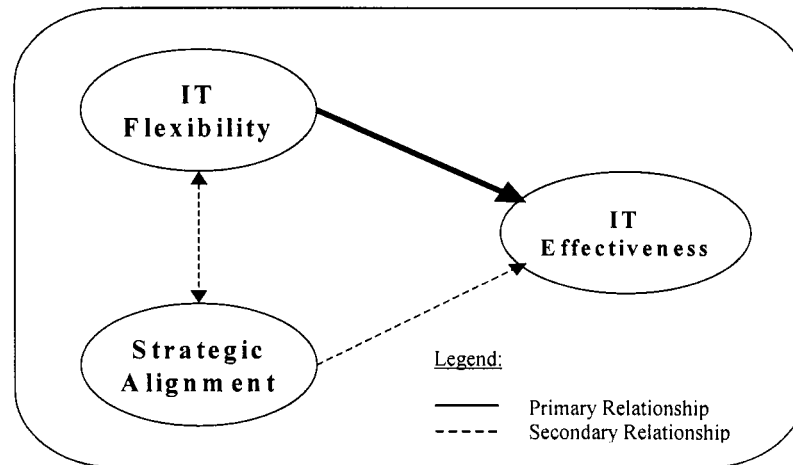 IT
Flexibility
IT
Effectiveness
Strategic
Alignment
Legend:
Primary Relationship
Secondary Relationship